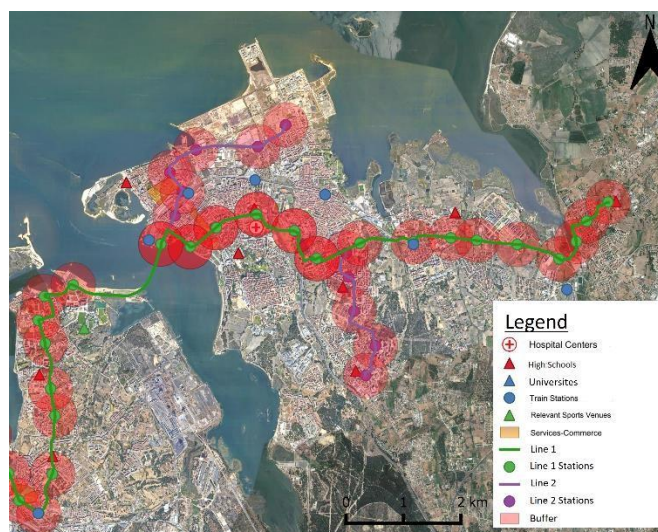 Legend
Hospital Centers
High Schools
Universites
Train Stations
Relevant Sports Venues
Services-Commerce
Line 1
Line 1 Stations
Line 2
Line 2 Stations
Buffer
0 1 2 km